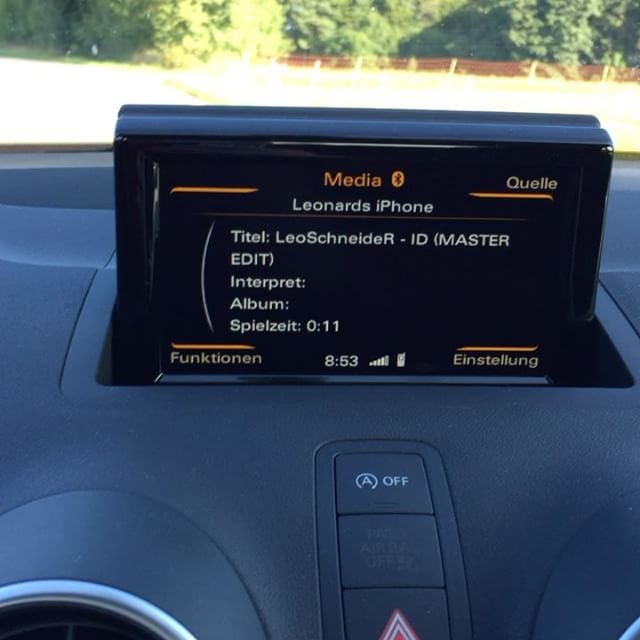 Media
Quelle
Leonards iPhone
Titel: LeoSchneideR - ID (MASTER
EDIT)
Interpret:
Album:
Spielzeit: 0:11
Funktionen
8:53
Einstellung
A OFF